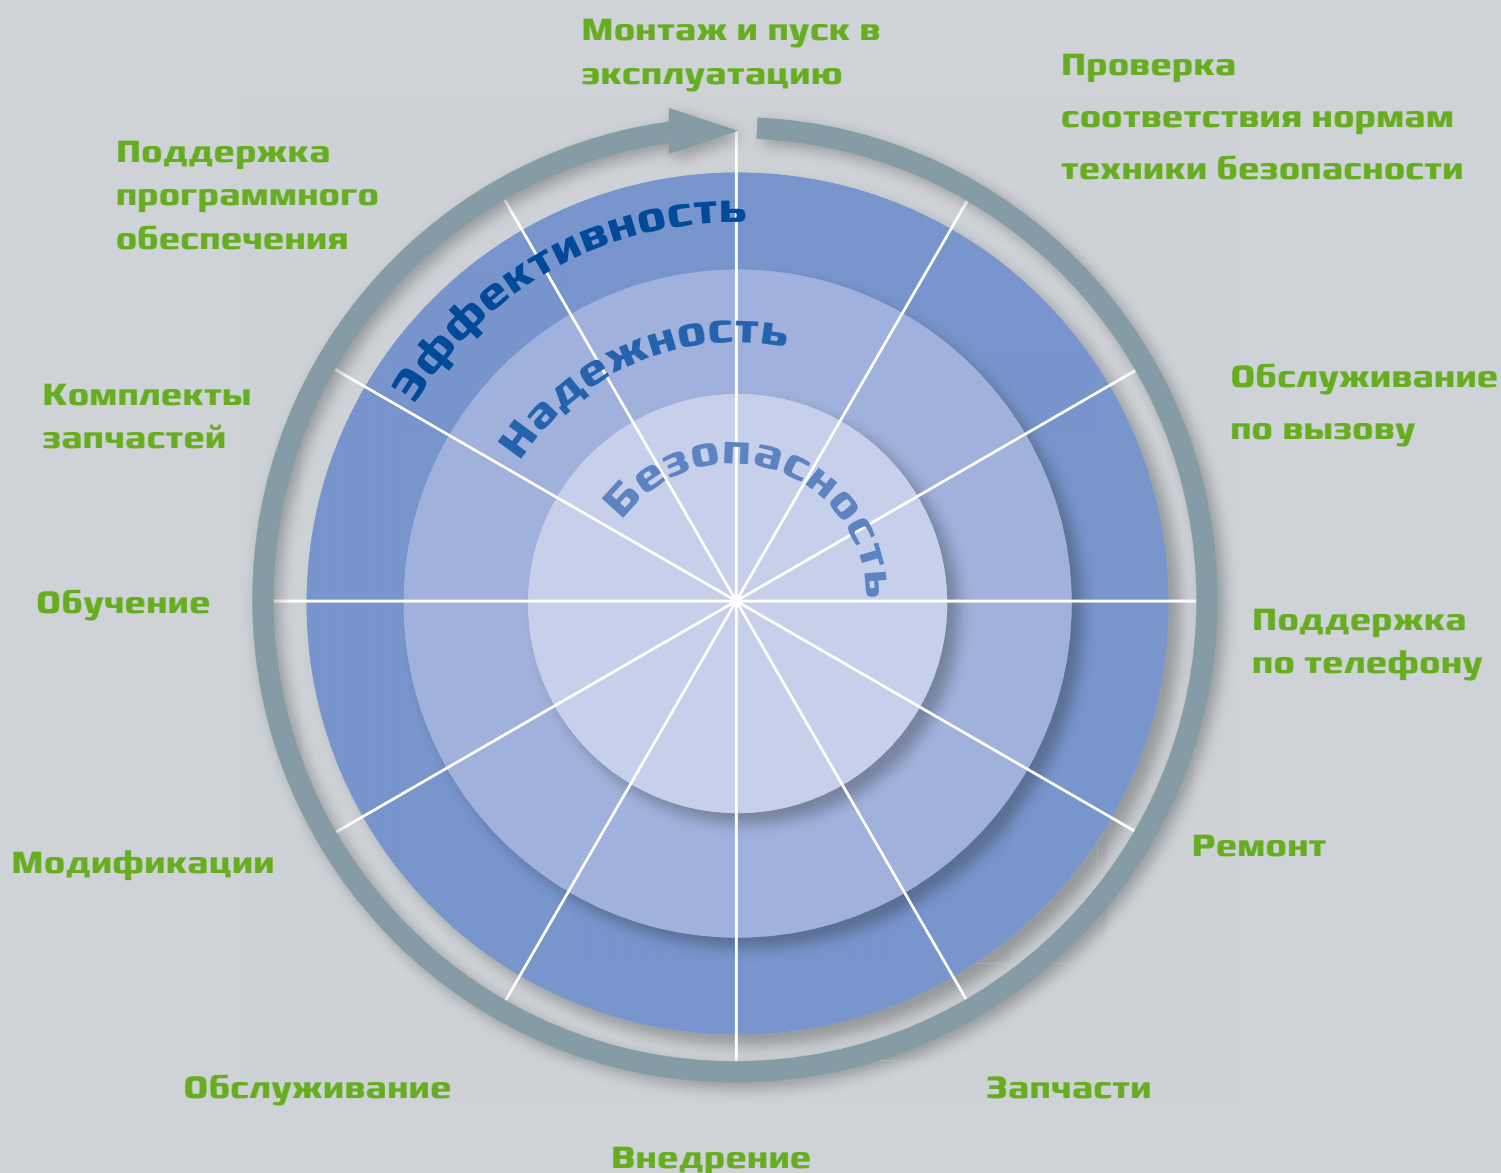 Монтаж и пуск в
эксплуатацию
Проверка
соответствия нормам
техники безопасности
Обслуживание
по вызову
Поддержка
по телефону
Ремонт
Запчасти
Внедрение
Обслуживание
Модификации
Обучение
Комплекты
запчастей
Поддержка
программного
обеспечения
Эффективность
Надежность
Безопасность